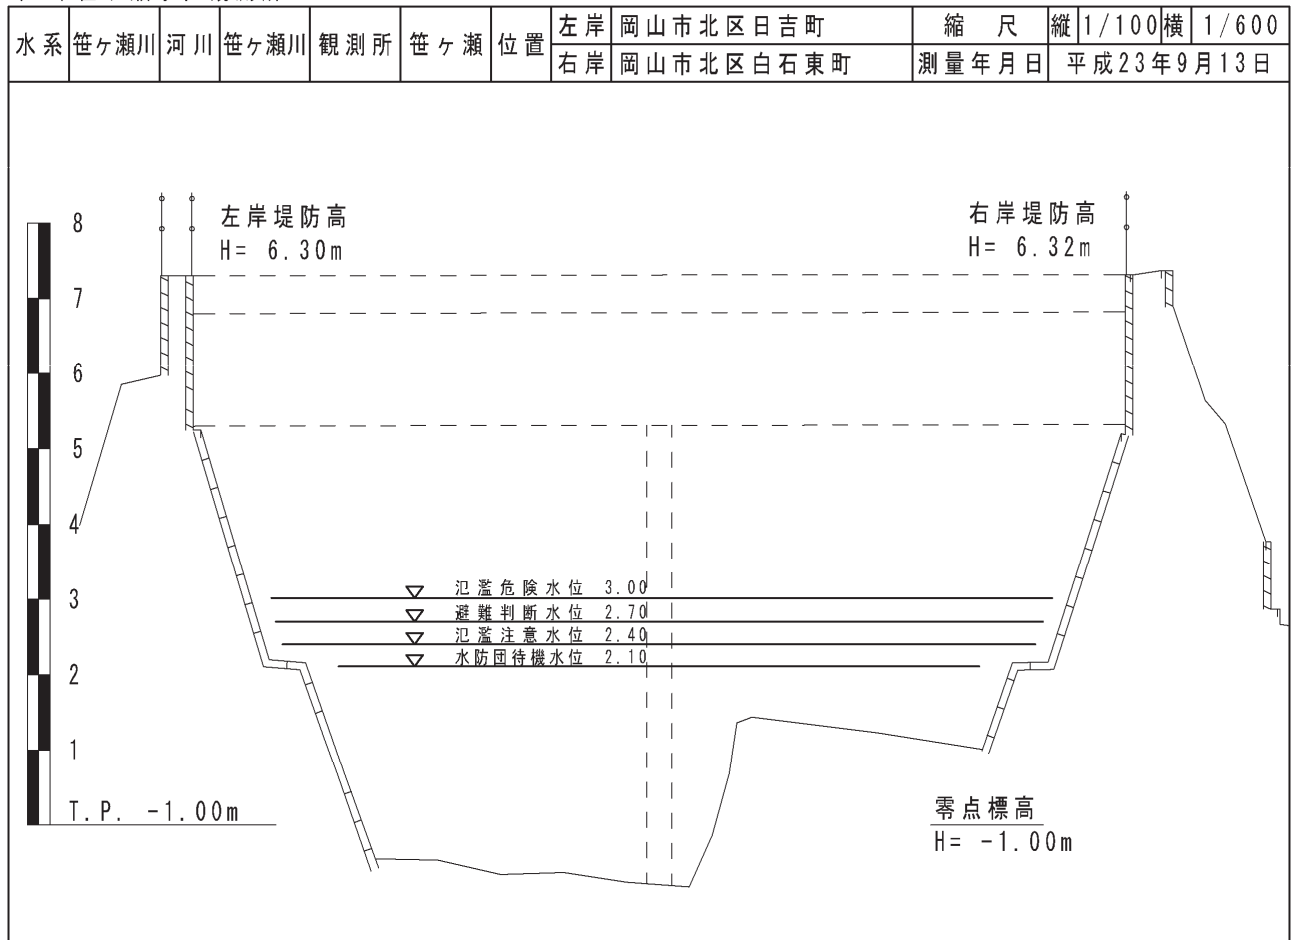 水系 笹ヶ瀬川 河川 笹ヶ瀬川 観測所 笹ヶ瀬 位置 左岸 岡山市北区日吉町 縮尺 縦 1/100 横 1/600
右岸 岡山市北区白石東町 測量年月日 平成23年9月13日
左岸堤防高
H= 6.30m
右岸堤防高
H= 6.32m
8
7
6
5
4
3
2
1
氾濫危険水位 3.00
避難判断水位 2.70
氾濫注意水位 2.40
水防団待機水位 2.10
T.P. -1.00m
零点標高
H= -1.00m